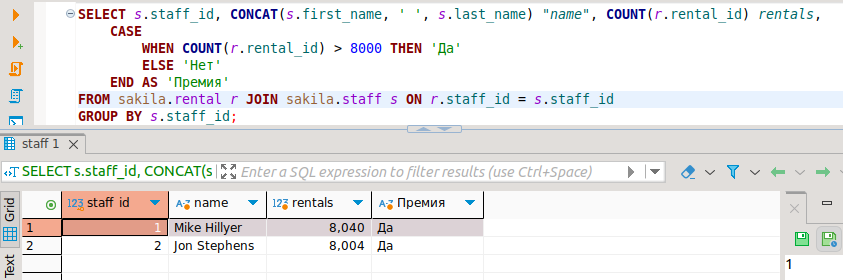 SELECT s.staff_id, CONCAT(s.first_name, ' ', s.last_name) "name", COUNT(r.rental_id) rentals,
CASE
WHEN COUNT(r.rental_id) > 8000 THEN 'Да'
ELSE 'Нет'
END AS 'Премия'
FROM sakila.rental r JOIN sakila.staff s ON r.staff_id = s.staff_id
GROUP BY s.staff_id;
staff 1
SELECT s.staff_id, CONCAT(s Enter a SQL expression to filter results (use Ctrl+Space)
Grid
Text
123 staff_id name 123 rentals Премия
1 1 Mike Hillyer 8,040 Да
2 2 Jon Stephens 8,004 Да
1